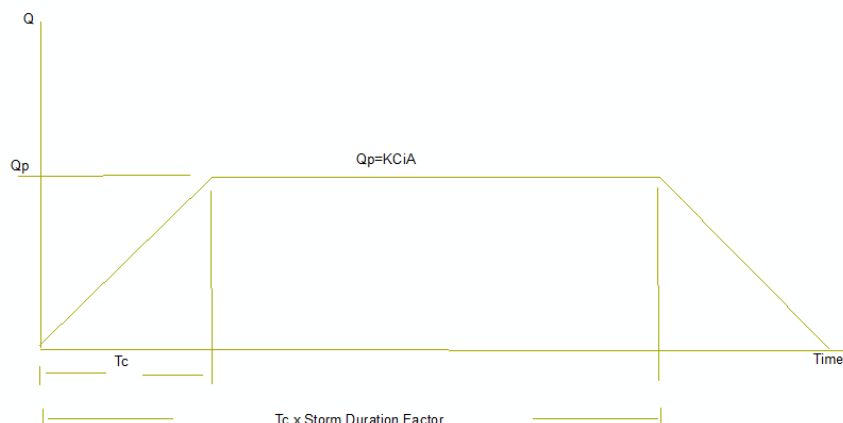 Q
Qp=KCiA
Qp
Tc
Time
Tc x Storm Duration Factor